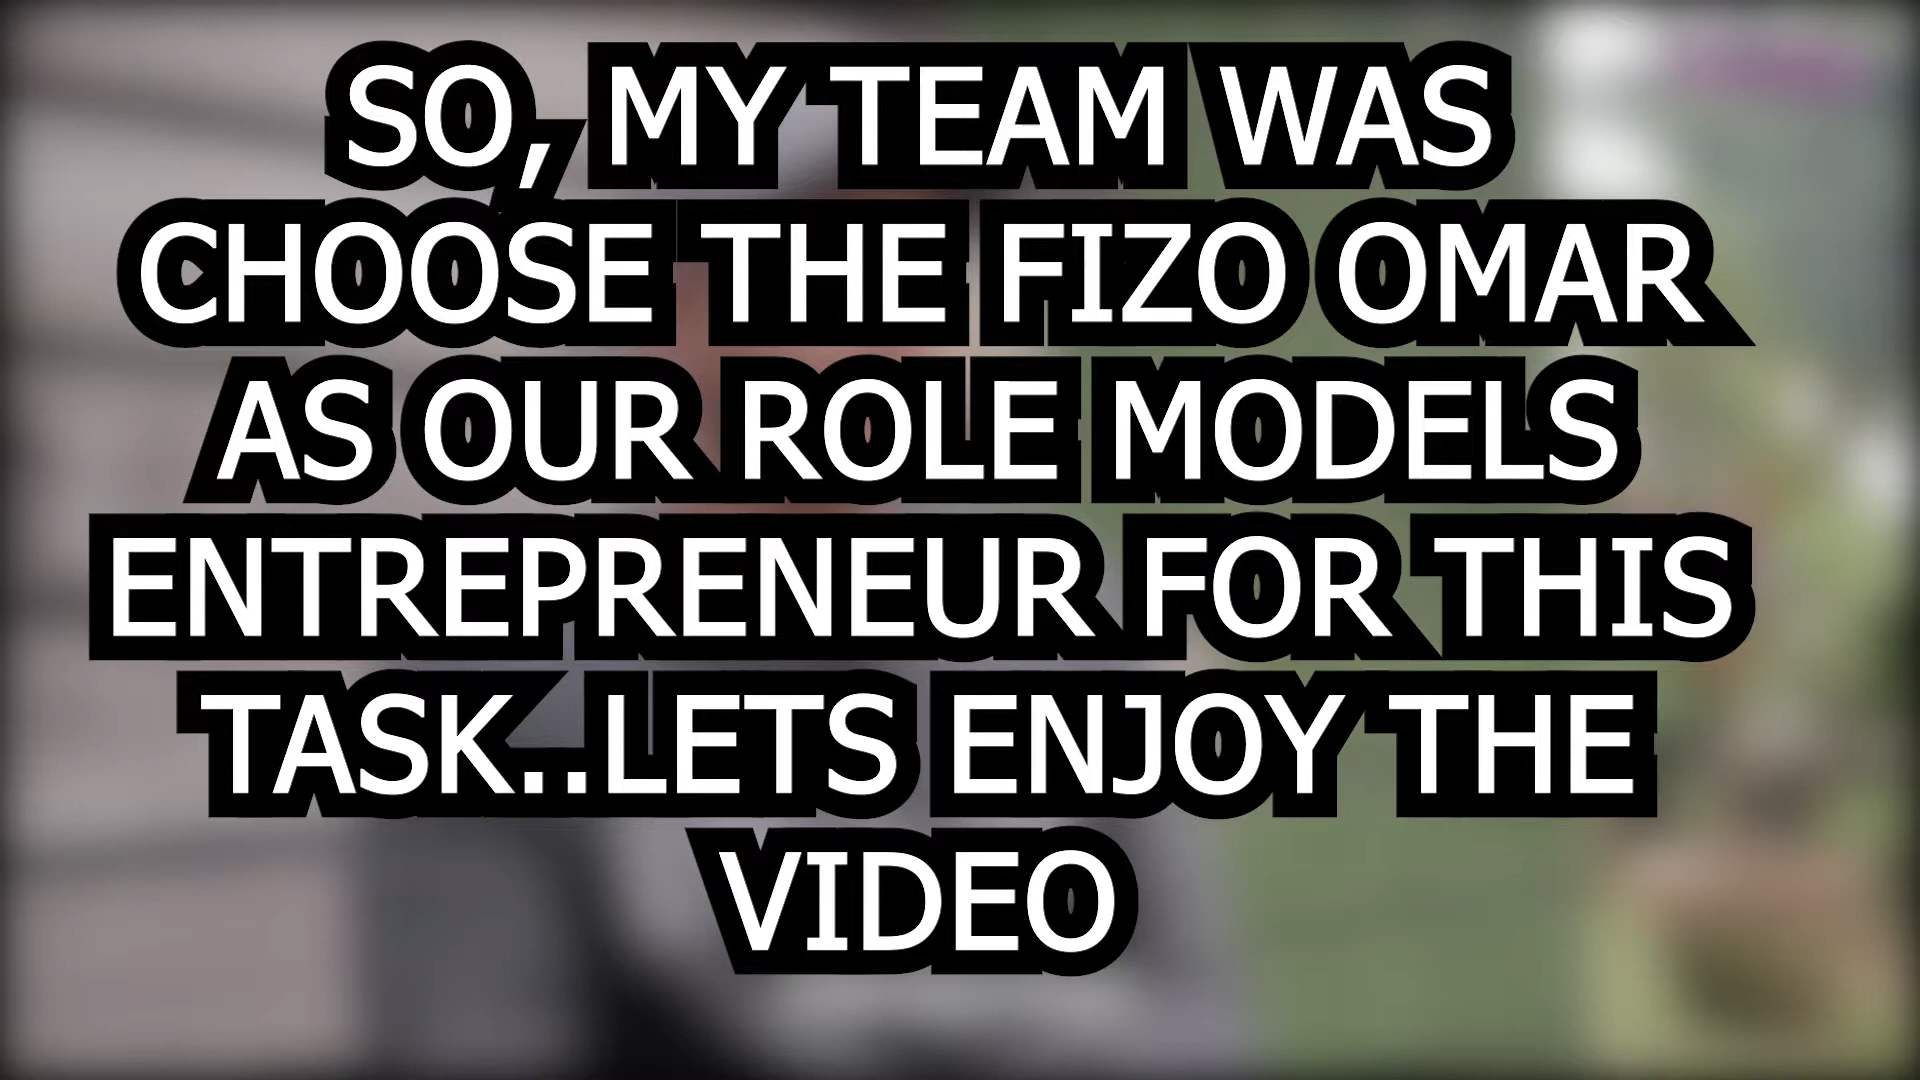 SO, MY TEAM WAS
CHOOSE THE FIZO OMAR
AS OUR ROLE MODELS
ENTREPRENEUR FOR THIS
TASK..LETS ENJOY THE
VIDEO